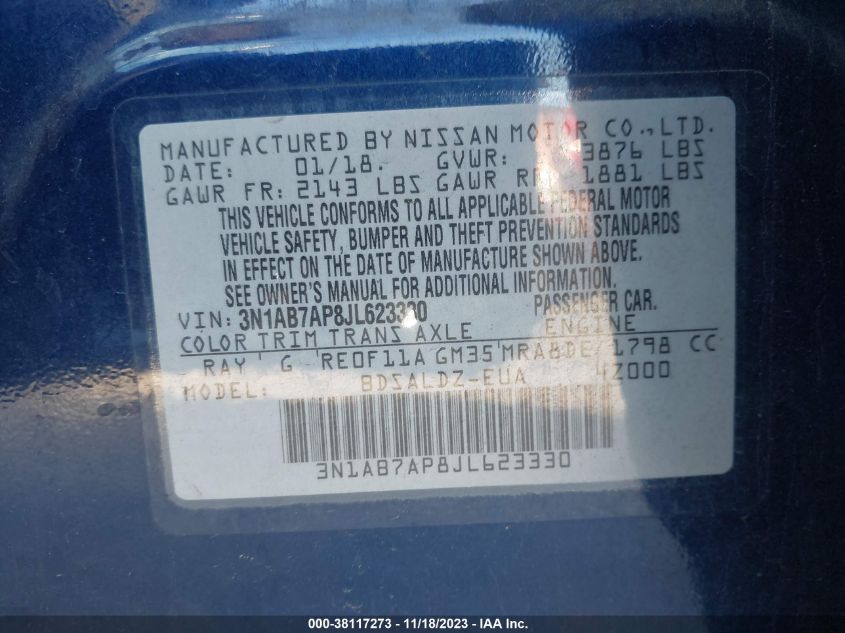 MANUFACTURED BY NISSAN MOTOR CO.,LTD.
DATE: 01/18. GVWR: 3876 LBS
GAWR FR: 2143 LBS GAWR RR 1881 LBS
THIS VEHICLE CONFORMS TO ALL APPLICABLE FEDERAL MOTOR
VEHICLE SAFETY, BUMPER AND THEFT PREVENTION STANDARDS
IN EFFECT ON THE DATE OF MANUFACTURE SHOWN ABOVE.
SEE OWNER'S MANUAL FOR ADDITIONAL INFORMATION.
VIN: 3N1AB7AP8JL623330 PASSENGER CAR.
COLOR TRIM TRANS AXLE ENGINE
RAY G RE0F11A GM35 MRA8DE 1798 CC
MODEL: BDSALDZ-EUA 4Z000
3N1AB7AP8JL623330
000-38117273 - 11/18/2023 - IAA Inc.